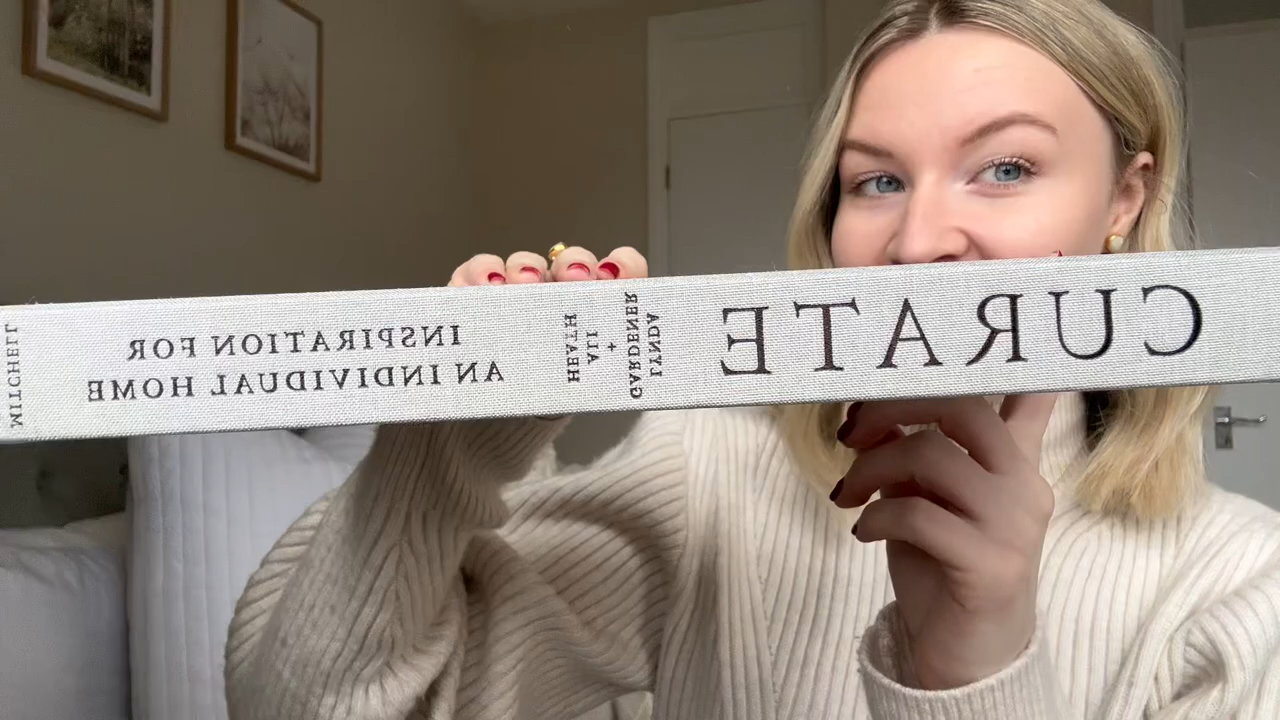 CURATE
LYNDA
GARDENER
+
ALI
HEATH
INSPIRATION FOR
AN INDIVIDUAL HOME
MITCHELL